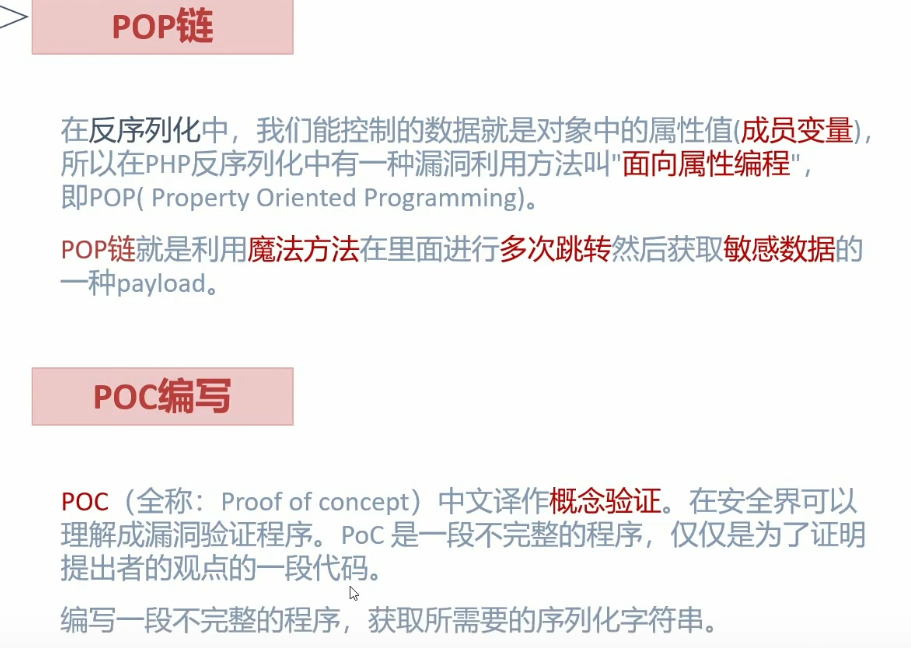 POP链
在反序列化中，我们能控制的数据就是对象中的属性值(成员变量),
所以在PHP反序列化中有一种漏洞利用方法叫"面向属性编程",
即POP( Property Oriented Programming)。
POP链就是利用魔法方法在里面进行多次跳转然后获取敏感数据的
一种payload。
POC编写
POC（全称：Proof of concept）中文译作概念验证。在安全界可以
理解成漏洞验证程序。PoC 是一段不完整的程序，仅仅是为了证明
提出者的观点的一段代码。
编写一段不完整的程序，获取所需要的序列化字符串。